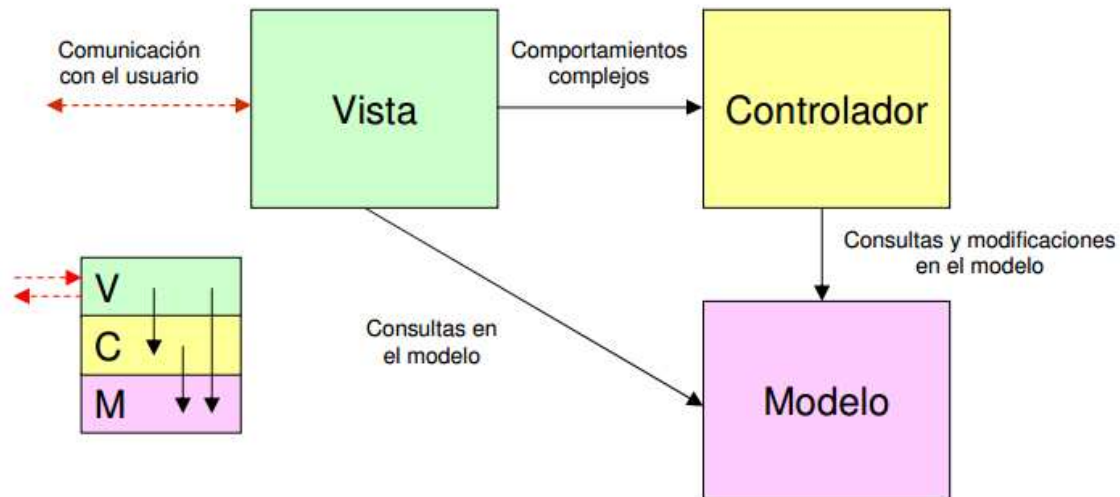 Comunicación
con el usuario
Vista
Comportamientos
complejos
Controlador
Consultas y modificaciones
en el modelo
V
C
M
Consultas en
el modelo
Modelo